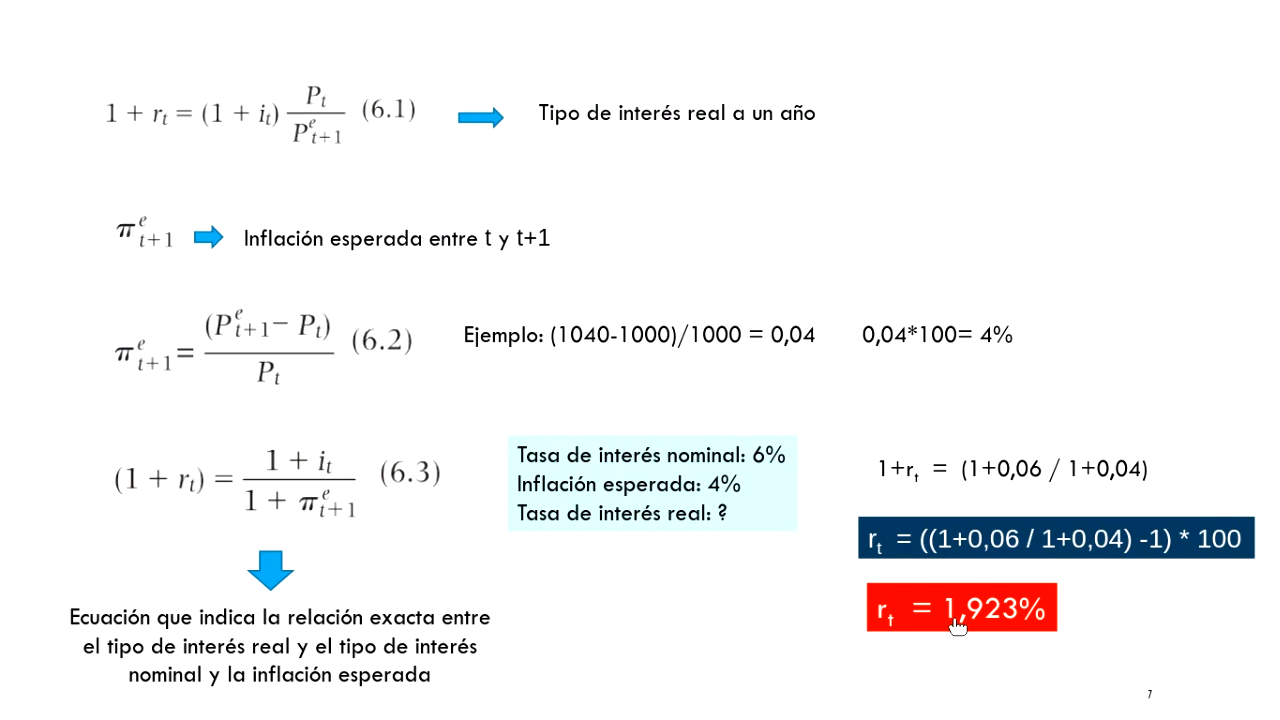 1 + r_t = (1 + i_t) P_t / P^e_{t+1} (6.1)
Tipo de interés real a un año
π^e_{t+1}
Inflación esperada entre t y t+1
π^e_{t+1} = (P^e_{t+1} − P_t) / P_t (6.2)
Ejemplo: (1040-1000)/1000 = 0,04
0,04*100= 4%
(1 + r_t) = 1 + i_t / 1 + π^e_{t+1} (6.3)
Tasa de interés nominal: 6%
Inflación esperada: 4%
Tasa de interés real: ?
1+r_t = (1+0,06 / 1+0,04)
r_t = ((1+0,06 / 1+0,04) -1) * 100
r_t = 1,923%
Ecuación que indica la relación exacta entre
el tipo de interés real y el tipo de interés
nominal y la inflación esperada
7